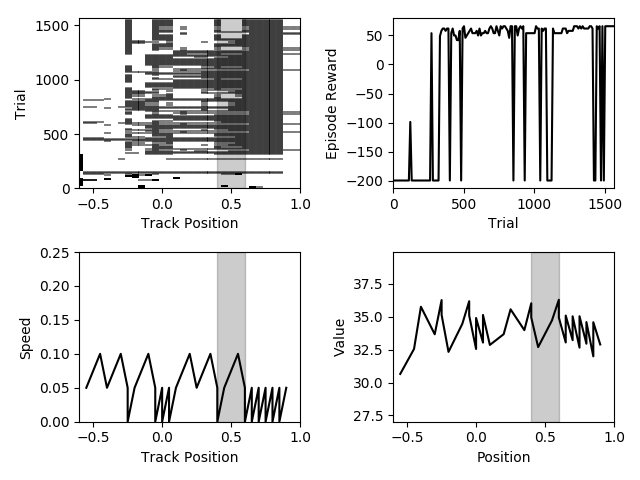 1500
1000
500
0
−0.5 0.0 0.5 1.0
Track Position
Trial
50
0
−50
−100
−150
−200
0 500 1000 1500
Trial
Episode Reward
0.25
0.20
0.15
0.10
0.05
0.00
−0.5 0.0 0.5 1.0
Track Position
Speed
37.5
35.0
32.5
30.0
27.5
−0.5 0.0 0.5 1.0
Position
Value